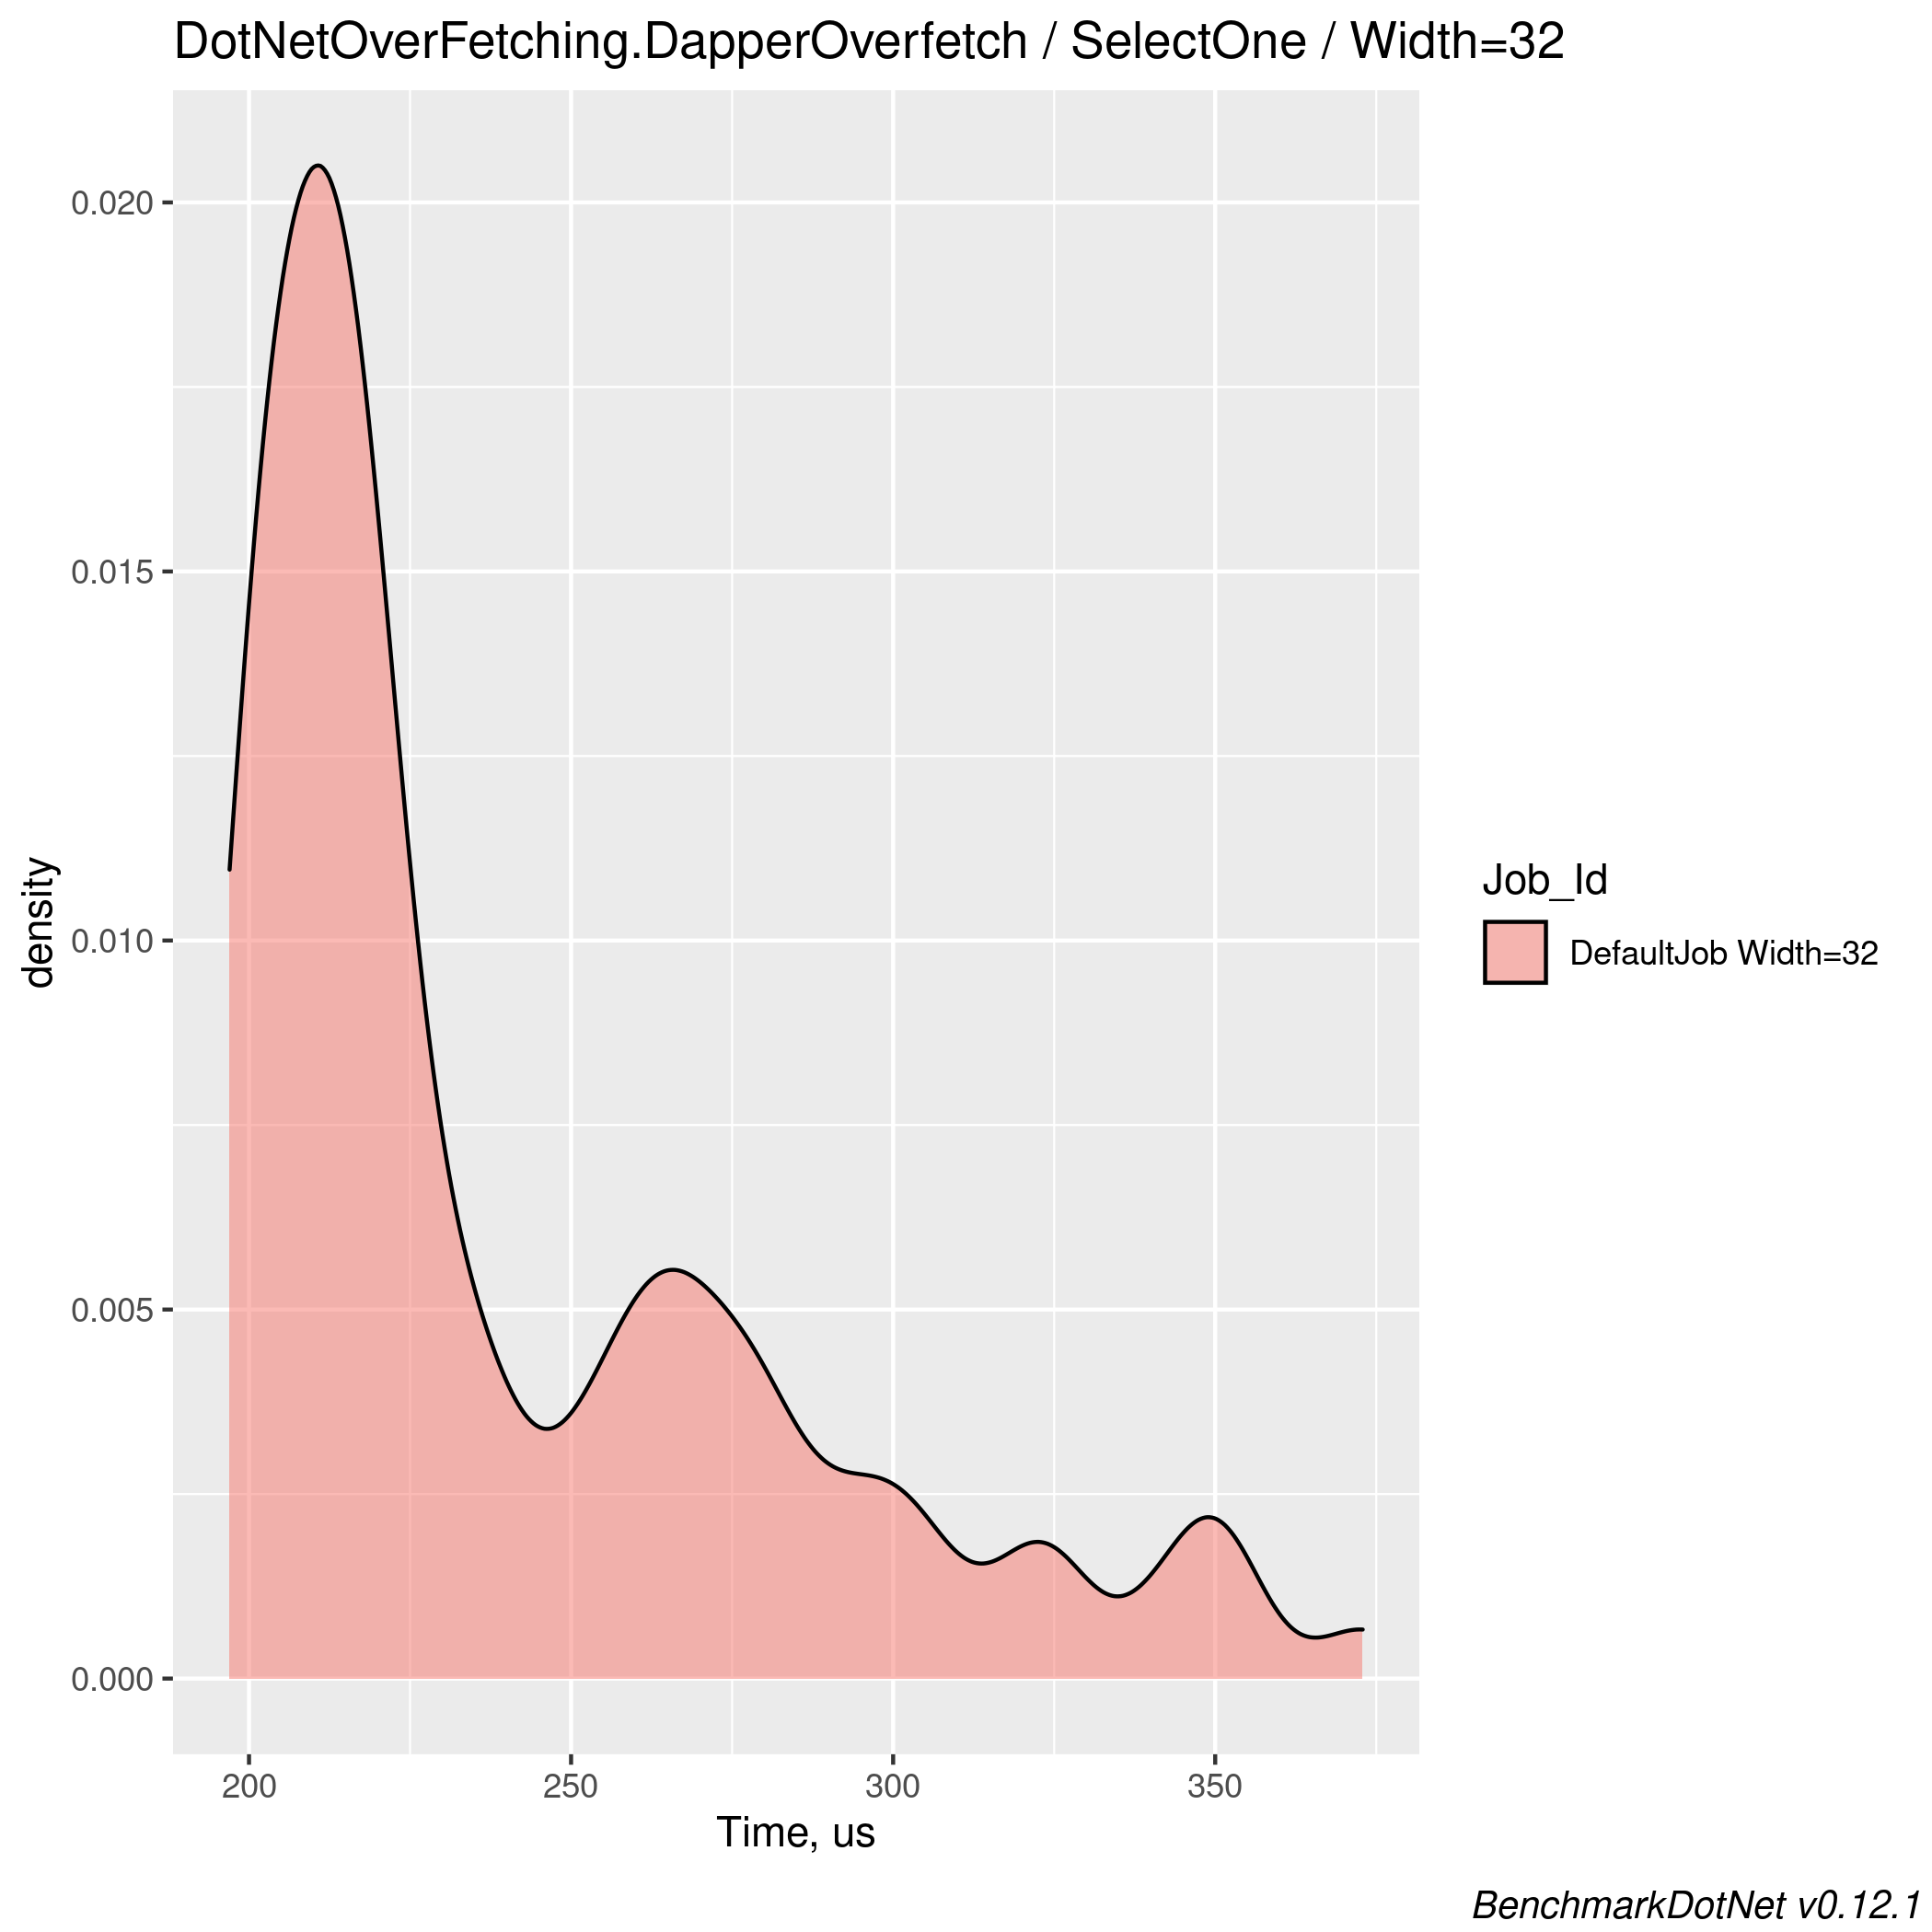 DotNetOverFetching.DapperOverfetch / SelectOne / Width=32
0.020
0.015
0.010
0.005
0.000
density
200 250 300 350
Time, us
Job_Id
DefaultJob Width=32
BenchmarkDotNet v0.12.1